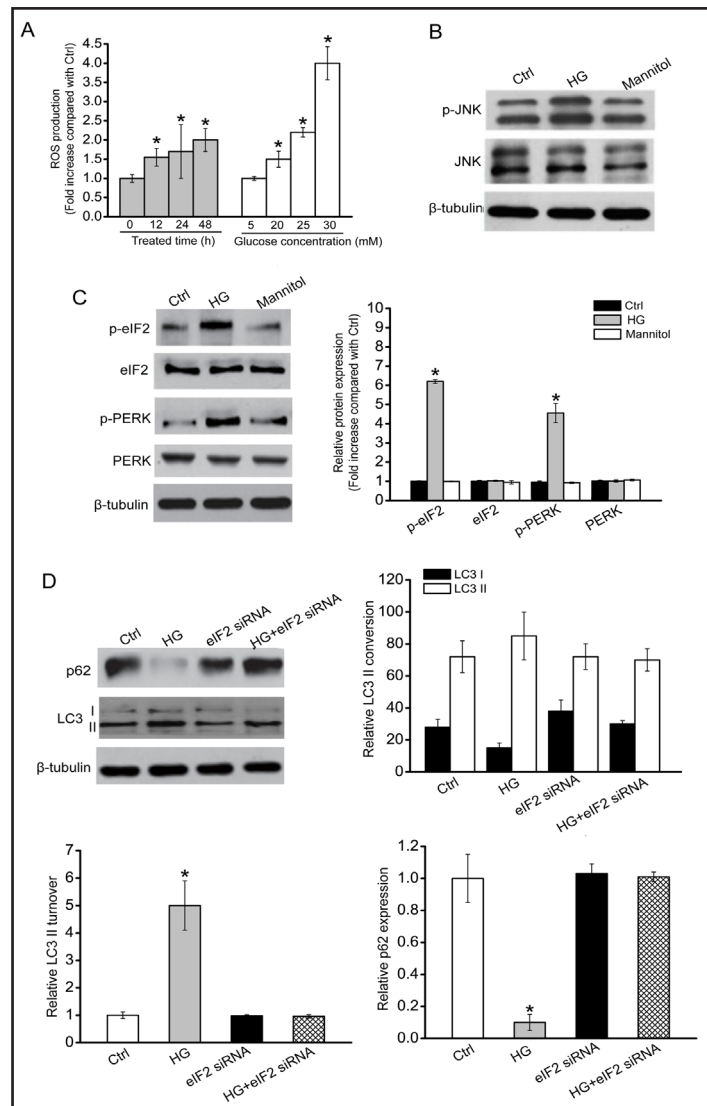 A
ROS production
(Fold increase compared with Ctrl)
4.5
4.0
3.5
3.0
2.5
2.0
1.5
1.0
0.5
0.0
* * * * * *
0 12 24 48 5 20 25 30
Treated time (h) Glucose concentration (mM)
B
Ctrl HG Mannitol
p-JNK
JNK
β-tubulin
C
Ctrl HG Mannitol
p-eIF2
eIF2
p-PERK
PERK
β-tubulin
Relative protein expression
(Fold increase compared with Ctrl)
10
9
8
7
6
5
4
3
2
1
0
Ctrl
HG
Mannitol
* *
p-eIF2 eIF2 p-PERK PERK
D
Ctrl HG eIF2 siRNA HG+eIF2 siRNA
p62
LC3 I
II
β-tubulin
Relative LC3 II conversion
120
100
80
60
40
20
0
LC3 I
LC3 II
Ctrl HG eIF2 siRNA HG+eIF2 siRNA
Relative LC3 II turnover
7
6
5
4
3
2
1
0
*
Ctrl HG eIF2 siRNA HG+eIF2 siRNA
Relative p62 expression
1.2
1.0
0.8
0.6
0.4
0.2
0.0
*
Ctrl HG eIF2 siRNA HG+eIF2 siRNA